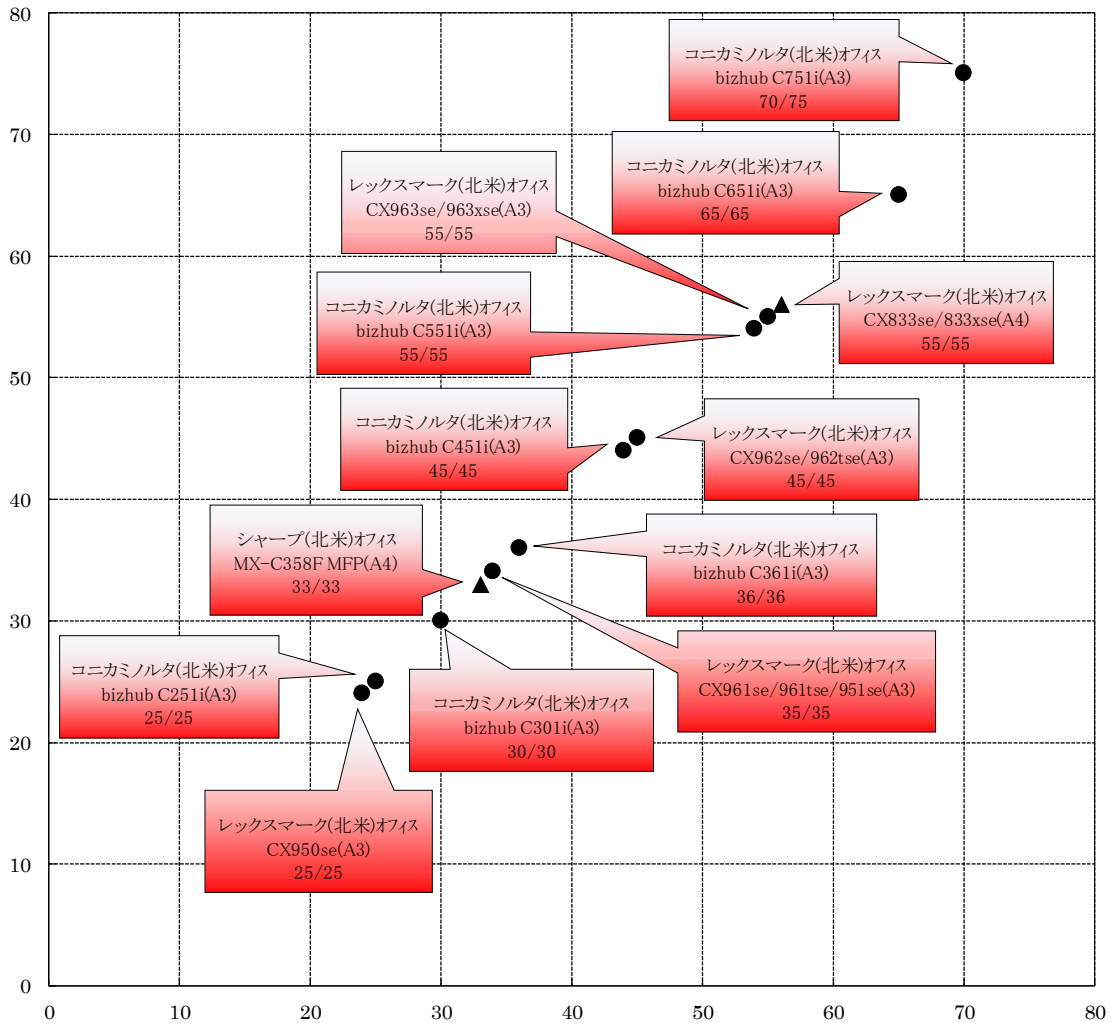 80
コニカミノルタ(北米)オフィス
bizhub C751i(A3)
70/75
70
コニカミノルタ(北米)オフィス
bizhub C651i(A3)
65/65
レックスマーク(北米)オフィス
CX963se/963xse(A3)
55/55
60
レックスマーク(北米)オフィス
CX833se/833xse(A4)
55/55
コニカミノルタ(北米)オフィス
bizhub C551i(A3)
55/55
50
コニカミノルタ(北米)オフィス
bizhub C451i(A3)
45/45
レックスマーク(北米)オフィス
CX962se/962tse(A3)
45/45
40
シャープ(北米)オフィス
MX-C358F MFP(A4)
33/33
コニカミノルタ(北米)オフィス
bizhub C361i(A3)
36/36
30
コニカミノルタ(北米)オフィス
bizhub C251i(A3)
25/25
コニカミノルタ(北米)オフィス
bizhub C301i(A3)
30/30
レックスマーク(北米)オフィス
CX961se/961tse/951se(A3)
35/35
20
レックスマーク(北米)オフィス
CX950se(A3)
25/25
10
0
0 10 20 30 40 50 60 70 80